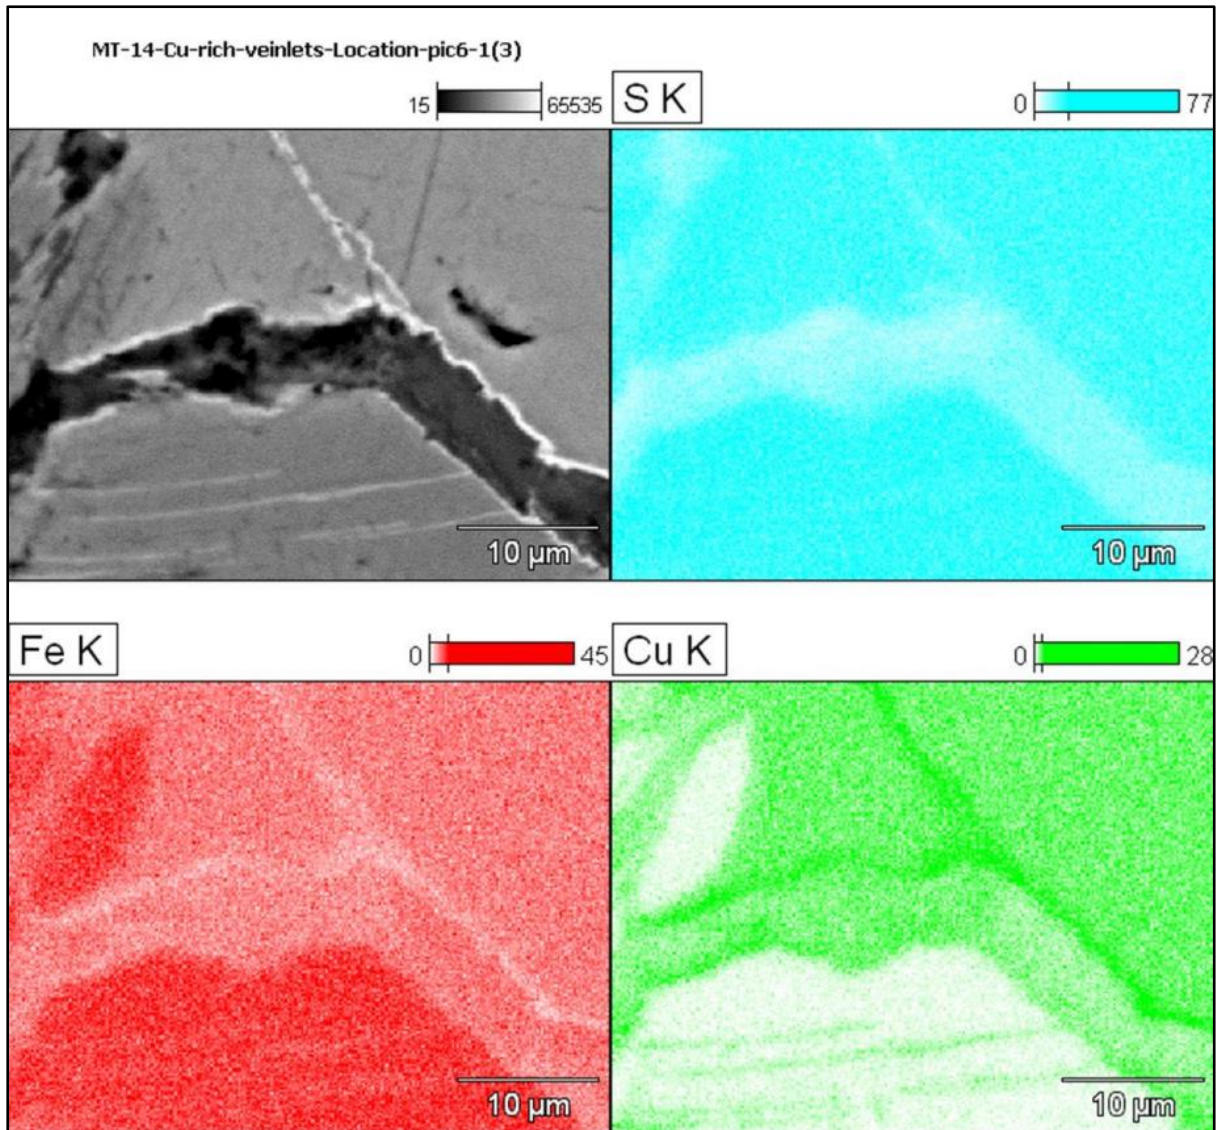 MT-14-Cu-rich-veinlets-Location-pic6-1(3)
15 65535
S K
0 77
10 µm
10 µm
Fe K
0 45
Cu K
0 28
10 µm
10 µm